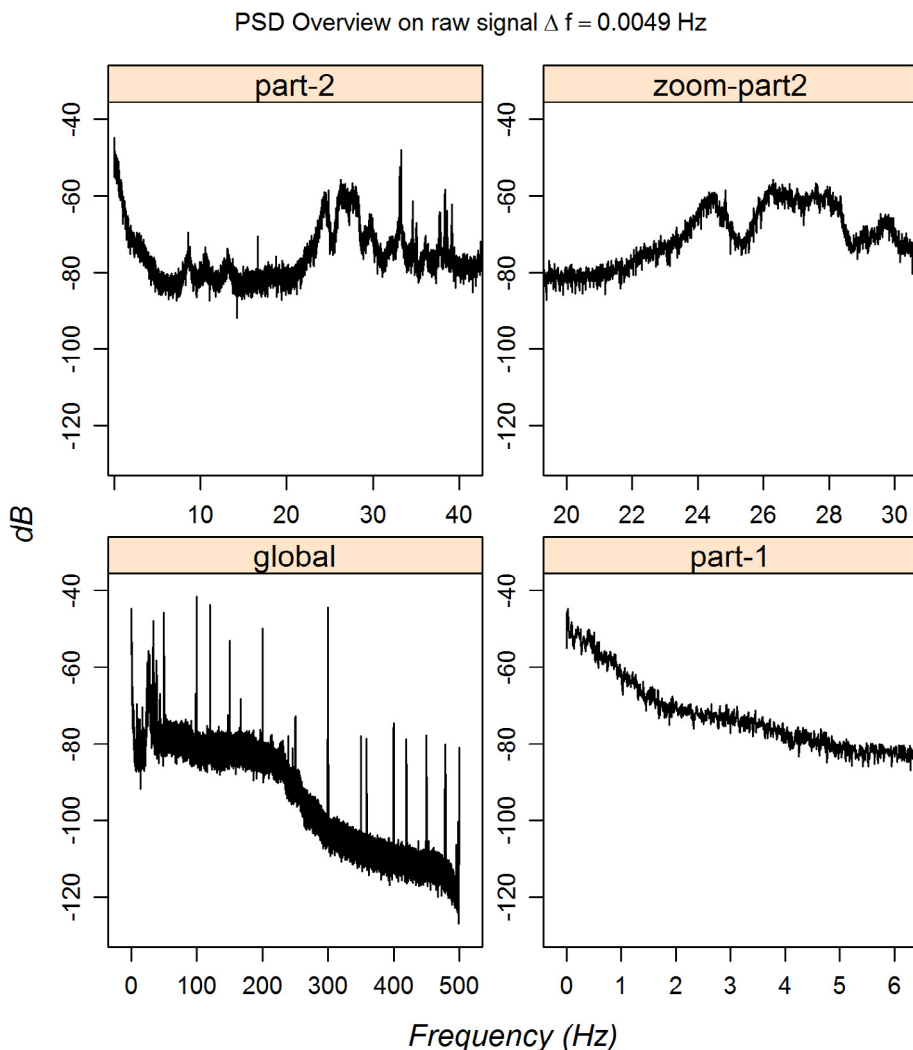 PSD Overview on raw signal Δ f = 0.0049 Hz
part-2
zoom-part2
-40
-60
-80
-100
-120
-40
-60
-80
-100
-120
10 20 30 40
20 22 24 26 28 30
dB
global
part-1
-40
-60
-80
-100
-120
-40
-60
-80
-100
-120
0 100 200 300 400 500
0 1 2 3 4 5 6
Frequency (Hz)